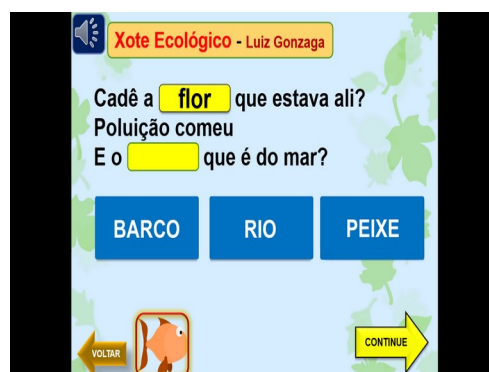 Xote Ecológico - Luiz Gonzaga
Cadê a flor que estava ali?
Poluição comeu
E o que é do mar?
BARCO RIO PEIXE
VOLTAR
CONTINUE